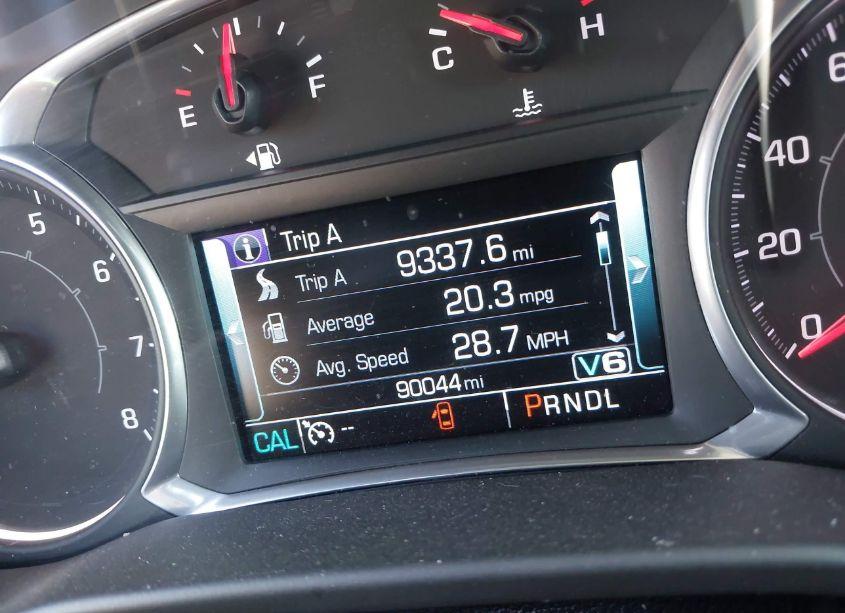 E F
C H
5
6
7
8
i Trip A
Trip A 9337.6 mi
Average 20.3 mpg
Avg. Speed 28.7 MPH
90044 mi V6
CAL -- PRNDL
6
40
20
0